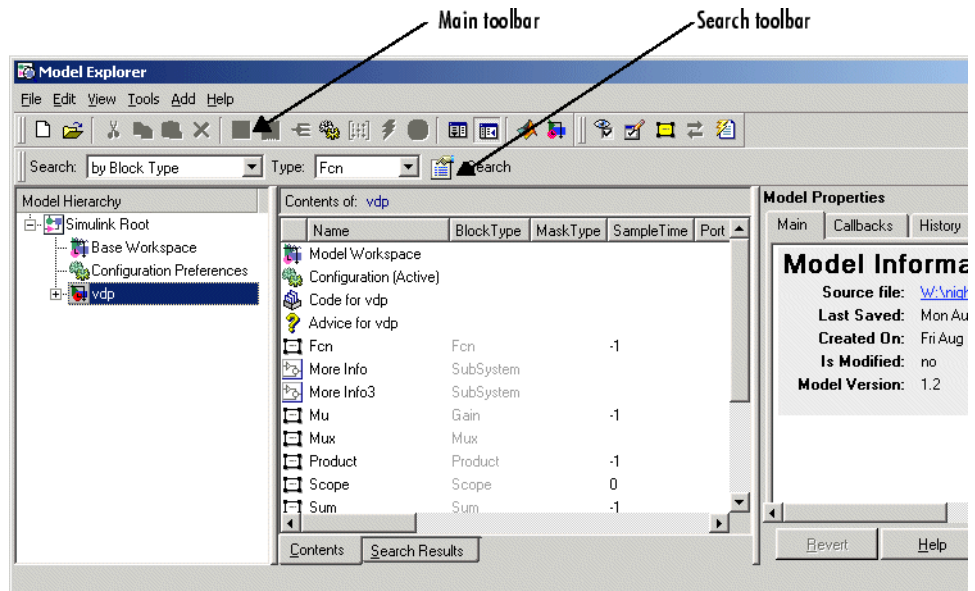 Main toolbar
Search toolbar
Model Explorer
File Edit View Tools Add Help
Search: by Block Type Type: Fcn Search
Model Hierarchy
Simulink Root
Base Workspace
Configuration Preferences
vdp
Contents of: vdp
Name BlockType MaskType SampleTime Port
Model Workspace
Configuration (Active)
Code for vdp
Advice for vdp
Fcn Fcn -1
More Info SubSystem
More Info3 SubSystem
Mu Gain -1
Mux Mux
Product Product -1
Scope Scope 0
Sum Sum -1
Contents Search Results
Model Properties
Main Callbacks History
Model Informa
Source file: W:\nigh
Last Saved: Mon Au
Created On: Fri Aug
Is Modified: no
Model Version: 1.2
Revert Help